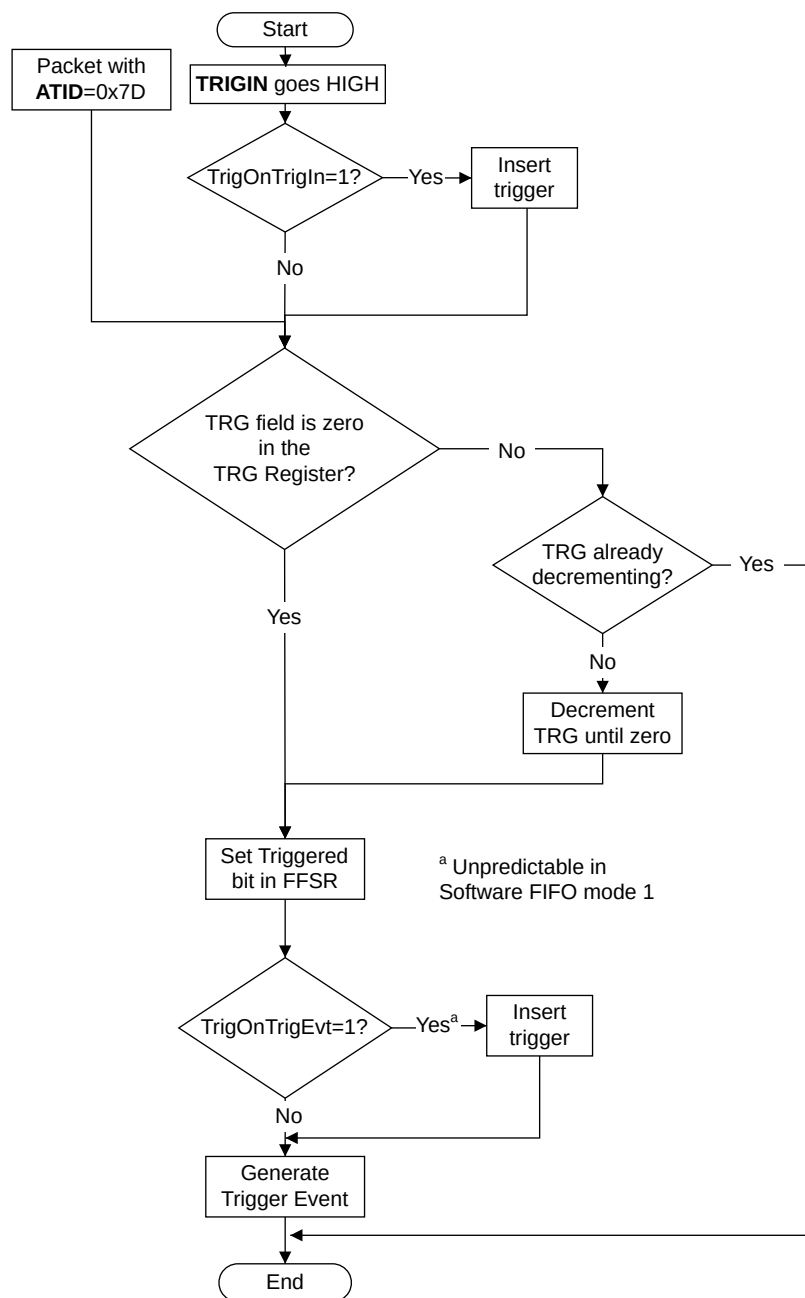 Start
Packet with
ATID=0x7D
TRIGIN goes HIGH
TrigOnTrigIn=1?
Yes
Insert
trigger
No
TRG field is zero
in the
TRG Register?
No
TRG already
decrementing?
Yes
Yes
No
Decrement
TRG until zero
Set Triggered
bit in FFSR
a Unpredictable in
Software FIFO mode 1
TrigOnTrigEvt=1?
Yesa
Insert
trigger
No
Generate
Trigger Event
End